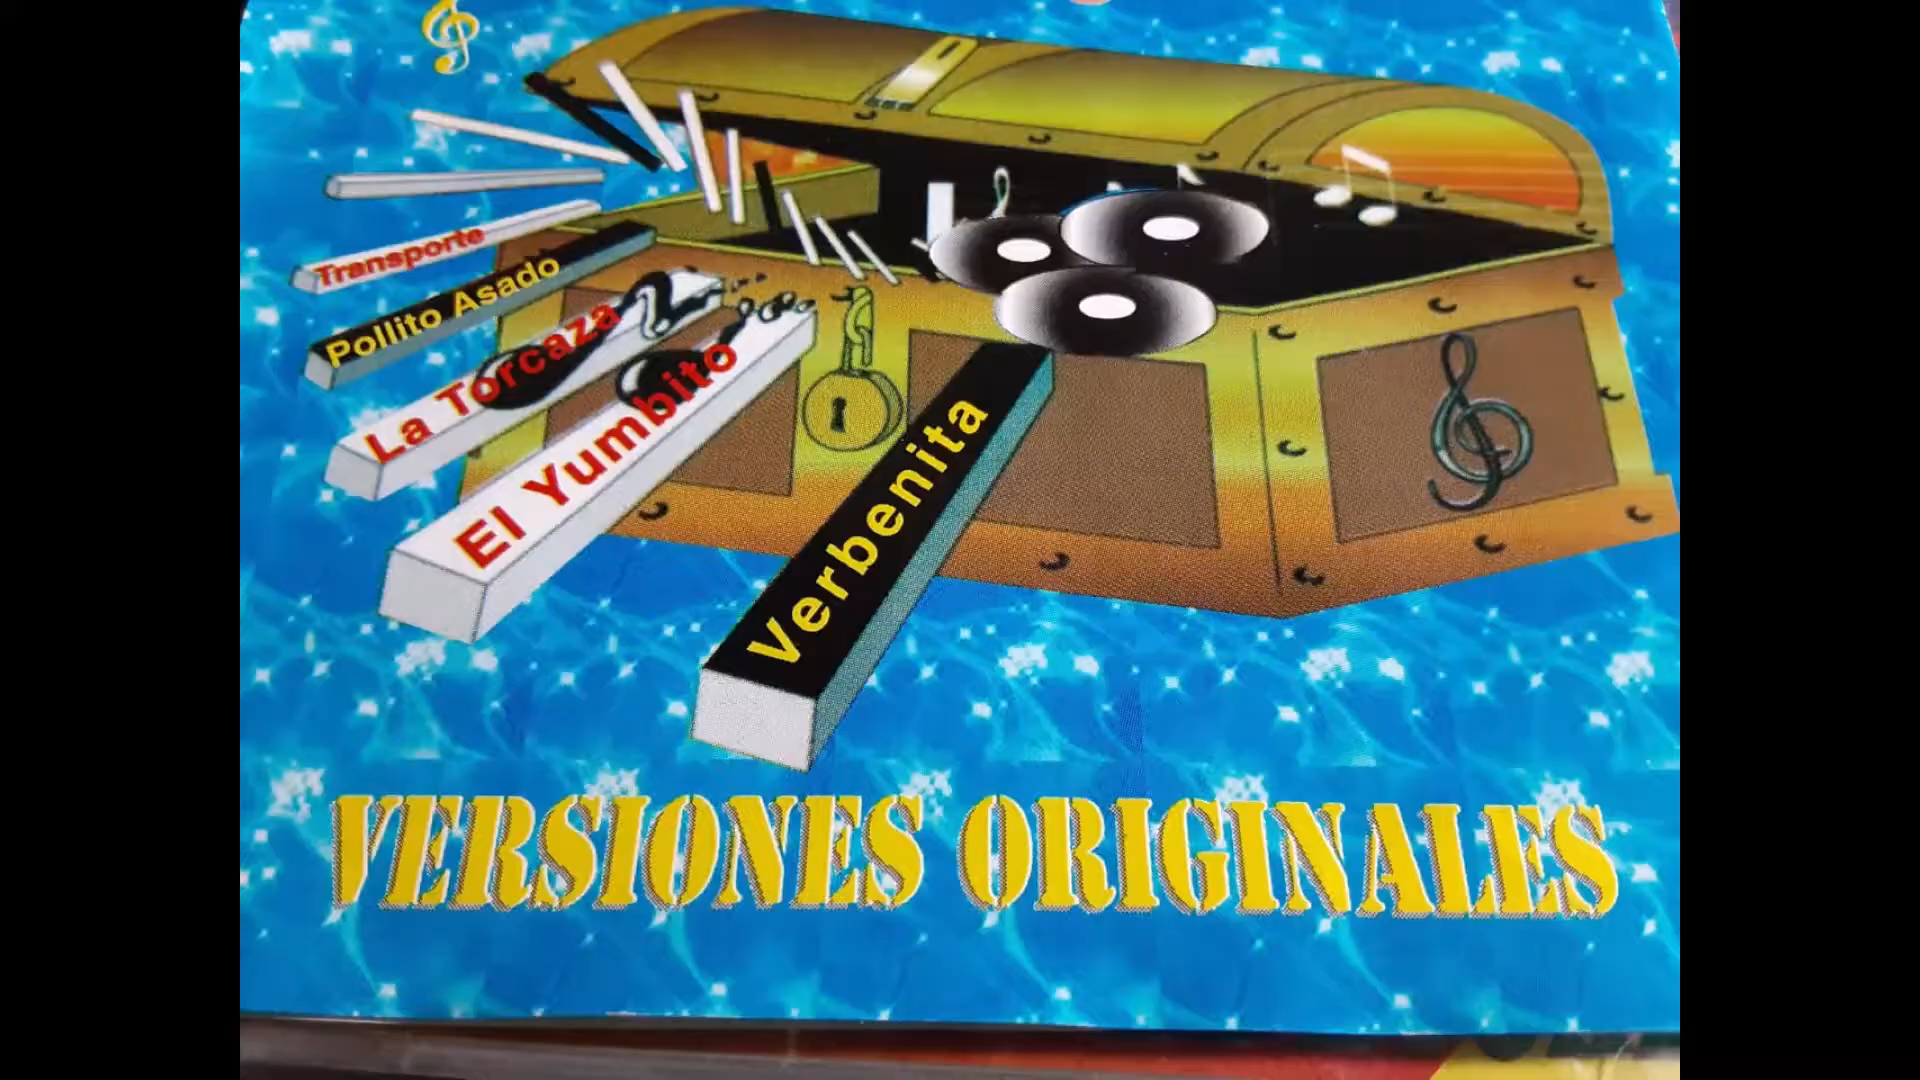 Transporte
Pollito Asado
La Torcaza
El Yumbito
Verbenita
VERSIONES ORIGINALES